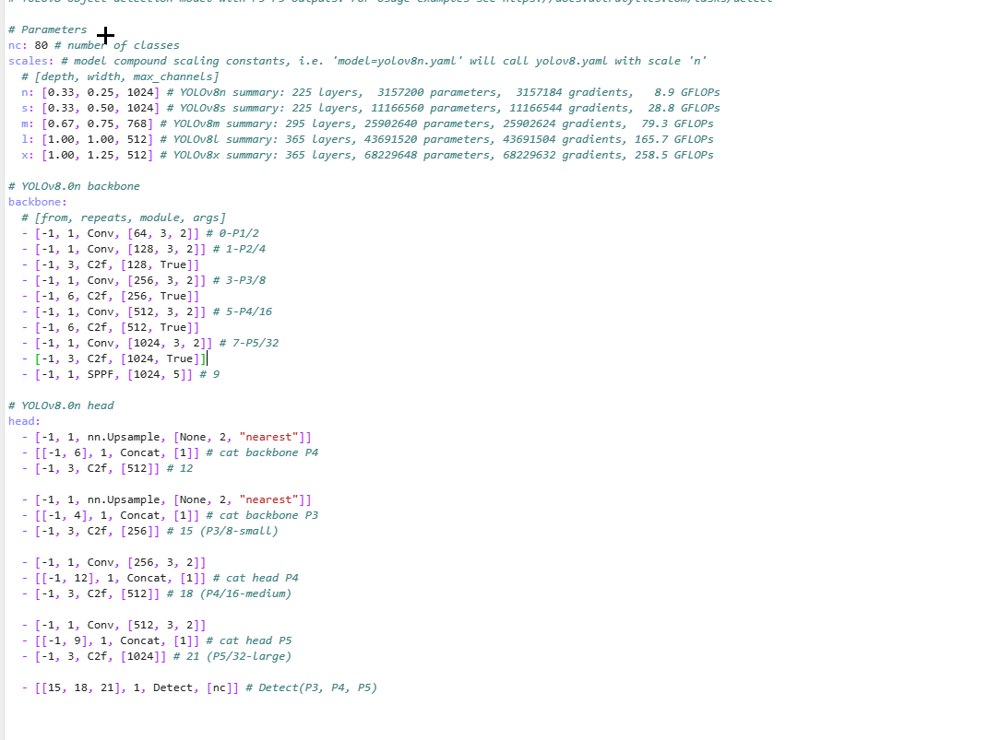 # Parameters
nc: 80 # number of classes
scales: # model compound scaling constants, i.e. 'model=yolov8n.yaml' will call yolov8.yaml with scale 'n'
# [depth, width, max_channels]
n: [0.33, 0.25, 1024] # YOLOv8n summary: 225 layers,  3157200 parameters,  3157184 gradients,   8.9 GFLOPs
s: [0.33, 0.50, 1024] # YOLOv8s summary: 225 layers, 11166560 parameters, 11166544 gradients,  28.8 GFLOPs
m: [0.67, 0.75, 768] # YOLOv8m summary: 295 layers, 25902640 parameters, 25902624 gradients,  79.3 GFLOPs
l: [1.00, 1.00, 512] # YOLOv8l summary: 365 layers, 43691520 parameters, 43691504 gradients, 165.7 GFLOPs
x: [1.00, 1.25, 512] # YOLOv8x summary: 365 layers, 68229648 parameters, 68229632 gradients, 258.5 GFLOPs
# YOLOv8.0n backbone
backbone:
# [from, repeats, module, args]
- [-1, 1, Conv, [64, 3, 2]] # 0-P1/2
- [-1, 1, Conv, [128, 3, 2]] # 1-P2/4
- [-1, 3, C2f, [128, True]]
- [-1, 1, Conv, [256, 3, 2]] # 3-P3/8
- [-1, 6, C2f, [256, True]]
- [-1, 1, Conv, [512, 3, 2]] # 5-P4/16
- [-1, 6, C2f, [512, True]]
- [-1, 1, Conv, [1024, 3, 2]] # 7-P5/32
- [-1, 3, C2f, [1024, True]]
- [-1, 1, SPPF, [1024, 5]] # 9
# YOLOv8.0n head
head:
- [-1, 1, nn.Upsample, [None, 2, "nearest"]]
- [[-1, 6], 1, Concat, [1]] # cat backbone P4
- [-1, 3, C2f, [512]] # 12
- [-1, 1, nn.Upsample, [None, 2, "nearest"]]
- [[-1, 4], 1, Concat, [1]] # cat backbone P3
- [-1, 3, C2f, [256]] # 15 (P3/8-small)
- [-1, 1, Conv, [256, 3, 2]]
- [[-1, 12], 1, Concat, [1]] # cat head P4
- [-1, 3, C2f, [512]] # 18 (P4/16-medium)
- [-1, 1, Conv, [512, 3, 2]]
- [[-1, 9], 1, Concat, [1]] # cat head P5
- [-1, 3, C2f, [1024]] # 21 (P5/32-large)
- [[15, 18, 21], 1, Detect, [nc]] # Detect(P3, P4, P5)